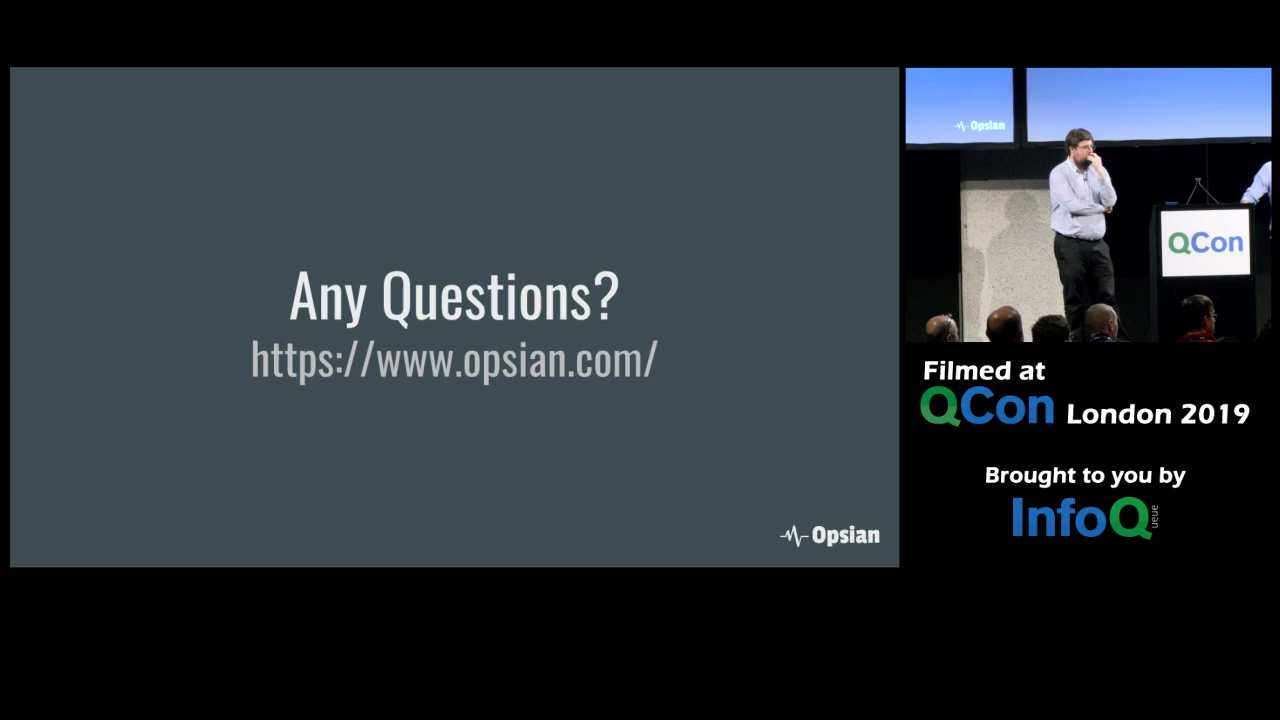 Any Questions?
https://www.opsian.com/
Opsian
Opsian
QCon
Filmed at
QCon London 2019
Brought to you by
InfoQ
ueue